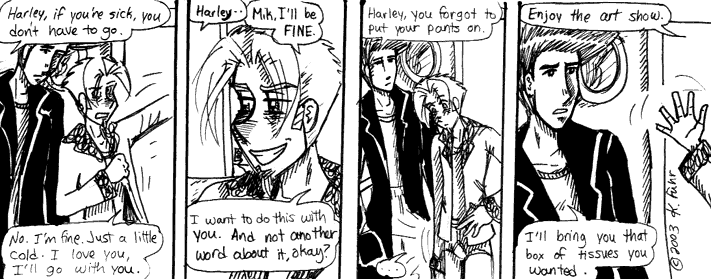 Harley, if you're sick, you
don't have to go.
No. I'm fine. Just a little
cold. I love you,
I'll go with you.
Harley-
Mik, I'll be
FINE.
I want to do this with
you. And not another
word about it, okay?
Harley, you forgot to
put your pants on.
...
Enjoy the art show.
I'll bring you that
box of tissues you
wanted.
©2003 K. Fuhr